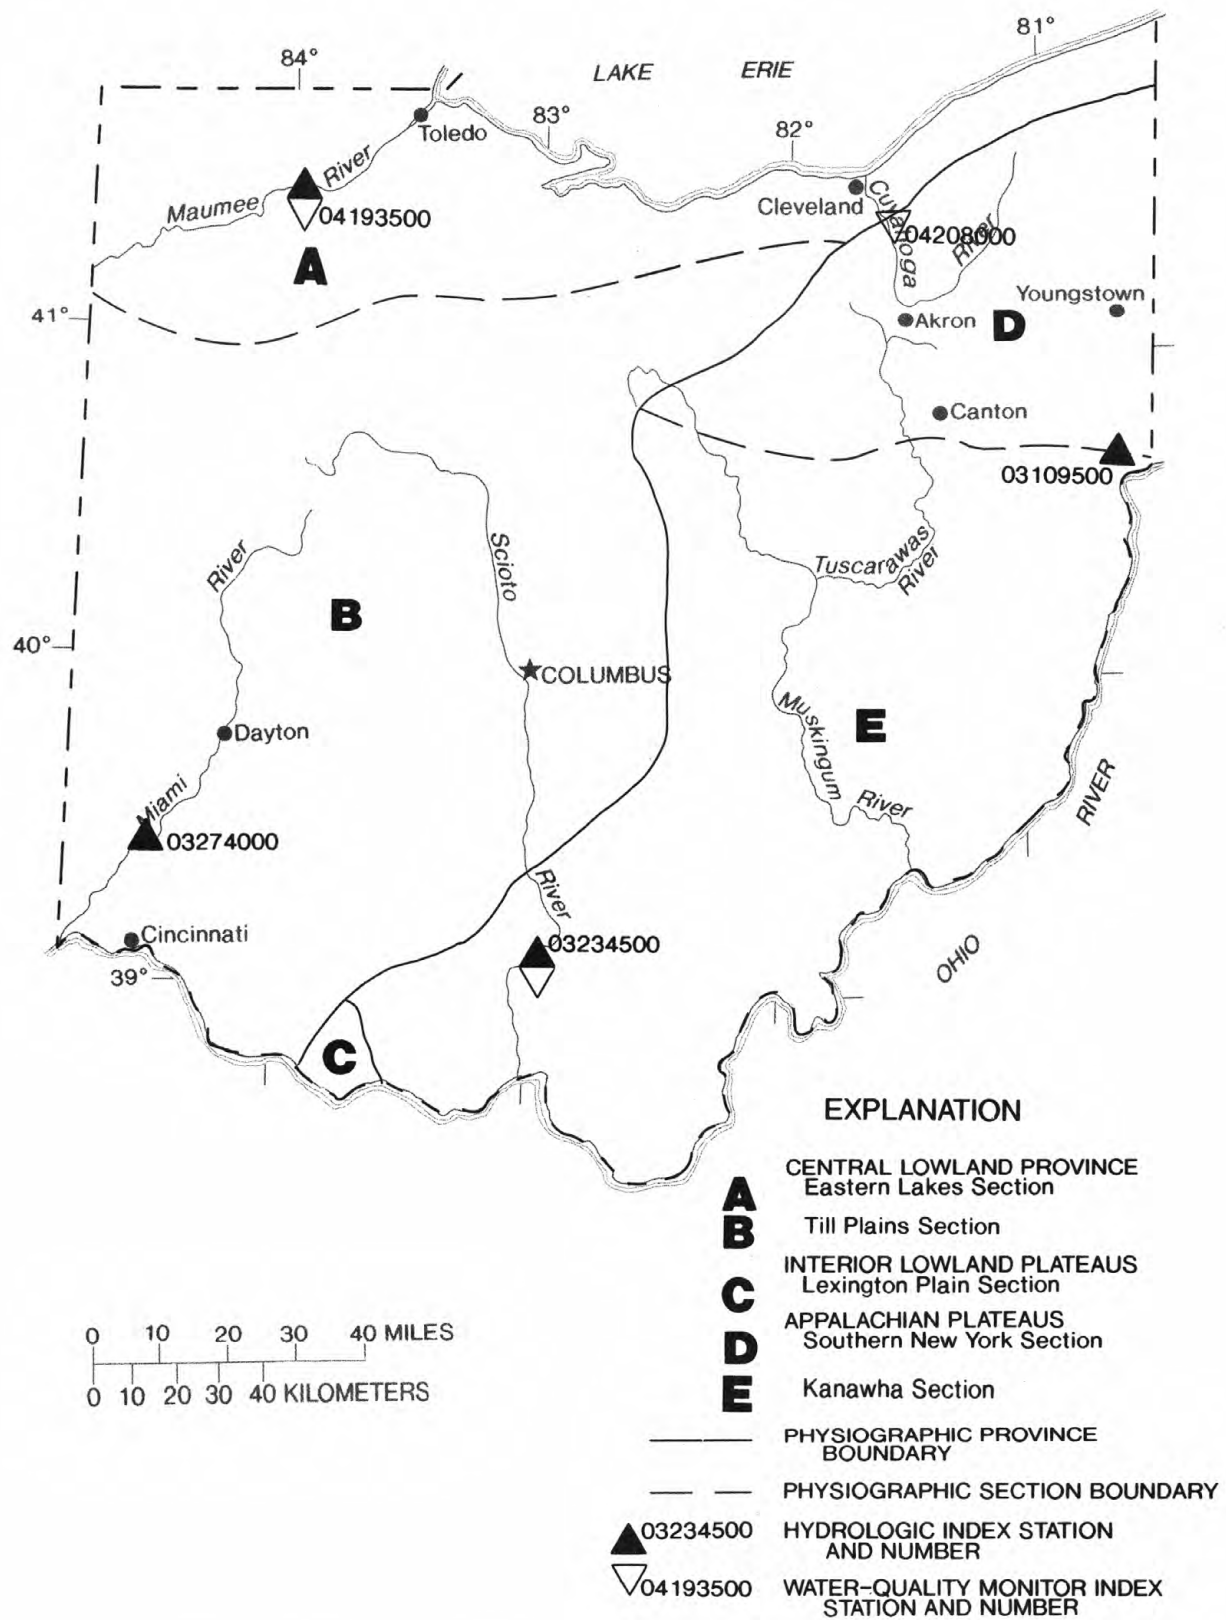 81°
84°
LAKE ERIE
83°
82°
Toledo
Maumee River
Cleveland
Cuyahoga River
04193500
04208000
A
Youngstown
41°
Akron
D
Canton
03109500
Scioto
Tuscarawas
River
River
B
40°
COLUMBUS
Muskingum River
E
Dayton
RIVER
Miami
03274000
River
Cincinnati
03234500
OHIO
39°
C
EXPLANATION
CENTRAL LOWLAND PROVINCE
A Eastern Lakes Section
B Till Plains Section
INTERIOR LOWLAND PLATEAUS
C Lexington Plain Section
APPALACHIAN PLATEAUS
D Southern New York Section
E Kanawha Section
0 10 20 30 40 MILES
0 10 20 30 40 KILOMETERS
PHYSIOGRAPHIC PROVINCE
BOUNDARY
PHYSIOGRAPHIC SECTION BOUNDARY
03234500 HYDROLOGIC INDEX STATION
AND NUMBER
04193500 WATER-QUALITY MONITOR INDEX
STATION AND NUMBER